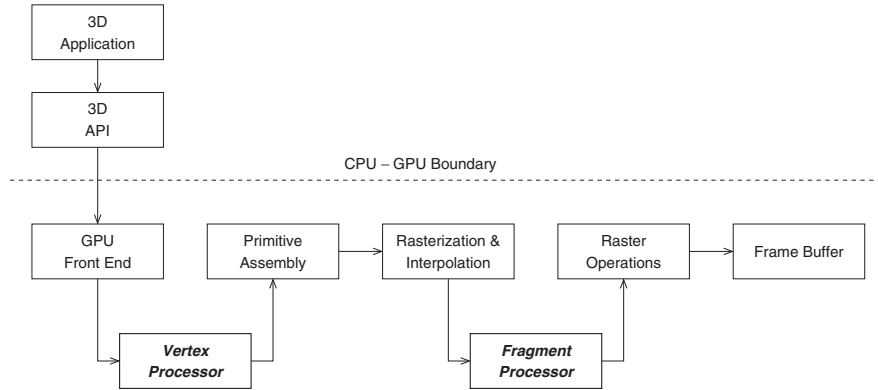 3D
Application
3D
API
CPU – GPU Boundary
GPU
Front End
Primitive
Assembly
Rasterization &
Interpolation
Raster
Operations
Frame Buffer
Vertex
Processor
Fragment
Processor